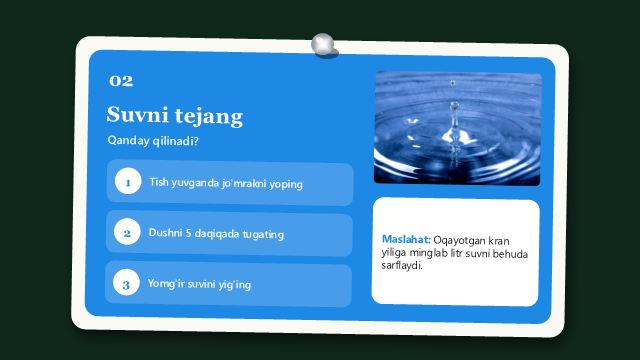 02
Suvni tejang
Qanday qilinadi?
1 Tish yuvganda jo'mrakni yoping
2 Dushni 5 daqiqada tugating
3 Yomg'ir suvini yig'ing
Maslahat: Oqayotgan kran
yiliga minglab litr suvni behuda
sarflaydi.